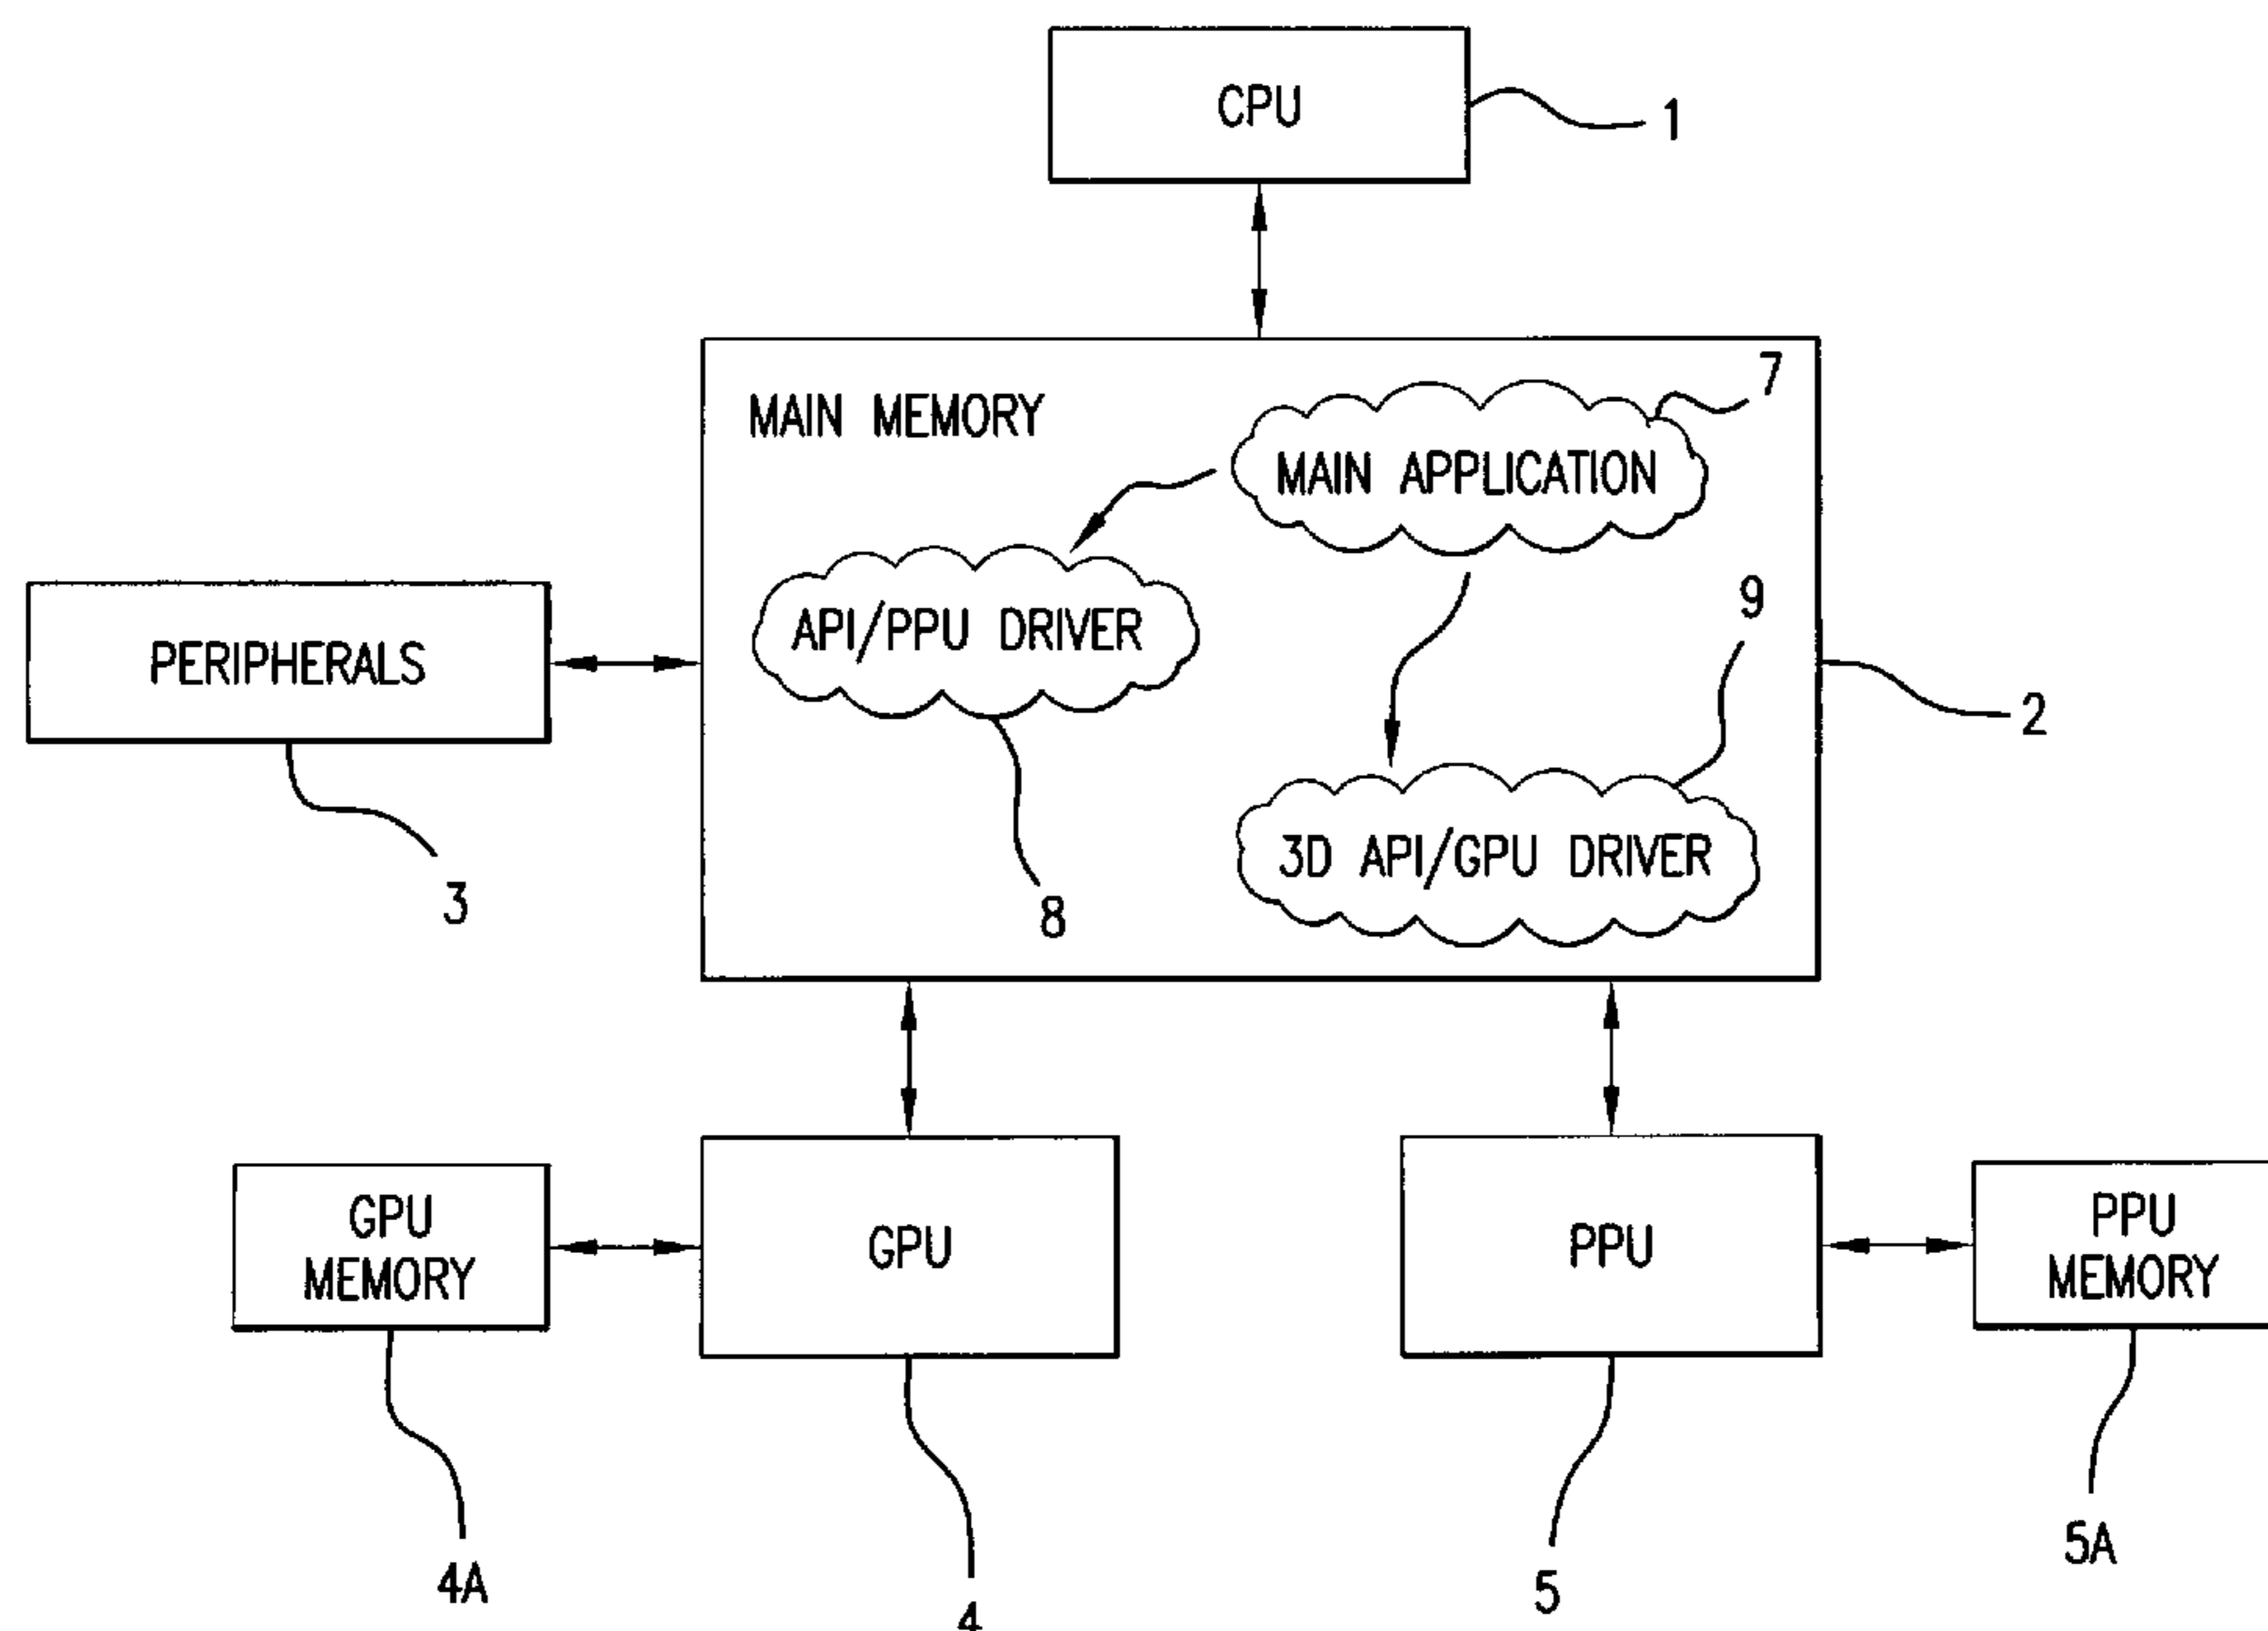 CPU
1
MAIN MEMORY
7
MAIN APPLICATION
API/PPU DRIVER
9
PERIPHERALS
2
3D API/GPU DRIVER
3
8
GPU
MEMORY
GPU
PPU
PPU
MEMORY
4A
4
5
5A